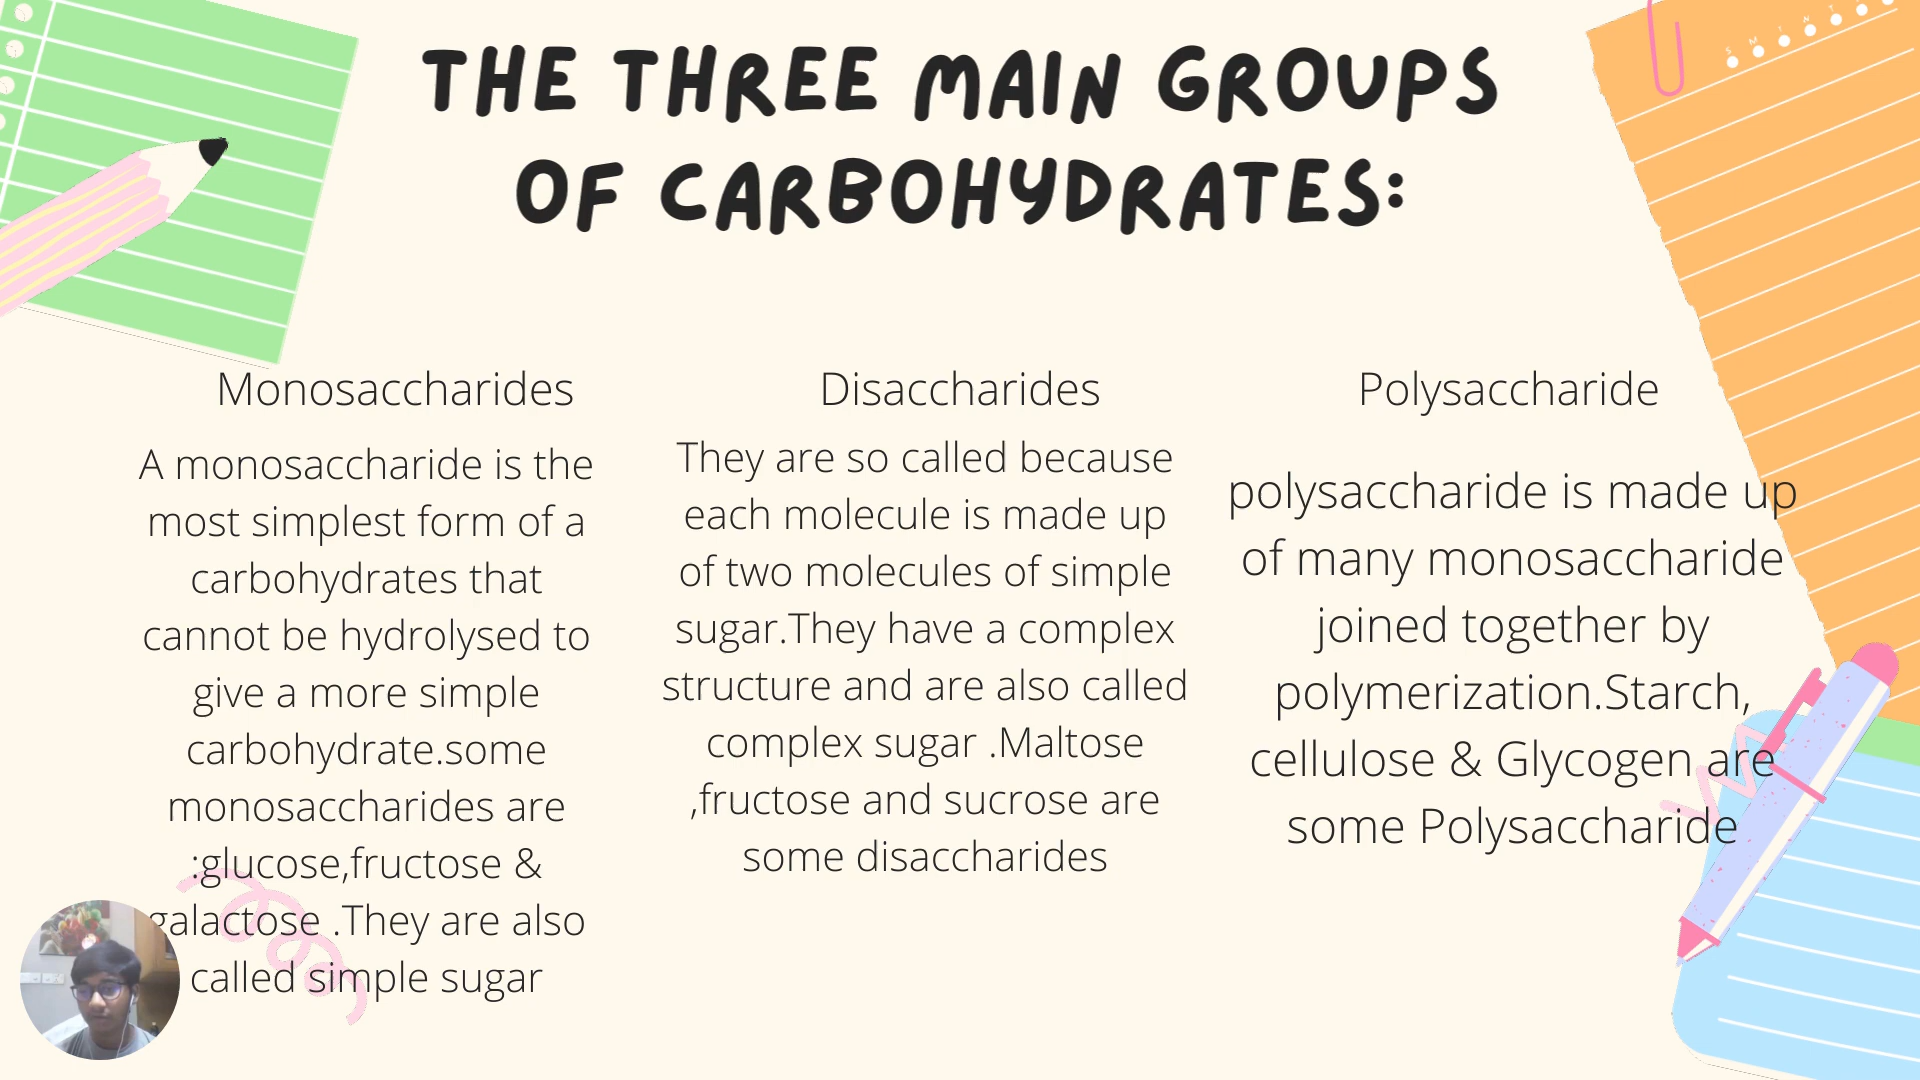 THE THREE MAIN GROUPS
OF CARBOHYDRATES:
Monosaccharides
A monosaccharide is the
most simplest form of a
carbohydrates that
cannot be hydrolysed to
give a more simple
carbohydrate.some
monosaccharides are
:glucose,fructose &
galactose .They are also
called simple sugar
Disaccharides
They are so called because
each molecule is made up
of two molecules of simple
sugar.They have a complex
structure and are also called
complex sugar .Maltose
,fructose and sucrose are
some disaccharides
Polysaccharide
polysaccharide is made up
of many monosaccharide
joined together by
polymerization.Starch,
cellulose & Glycogen are
some Polysaccharide